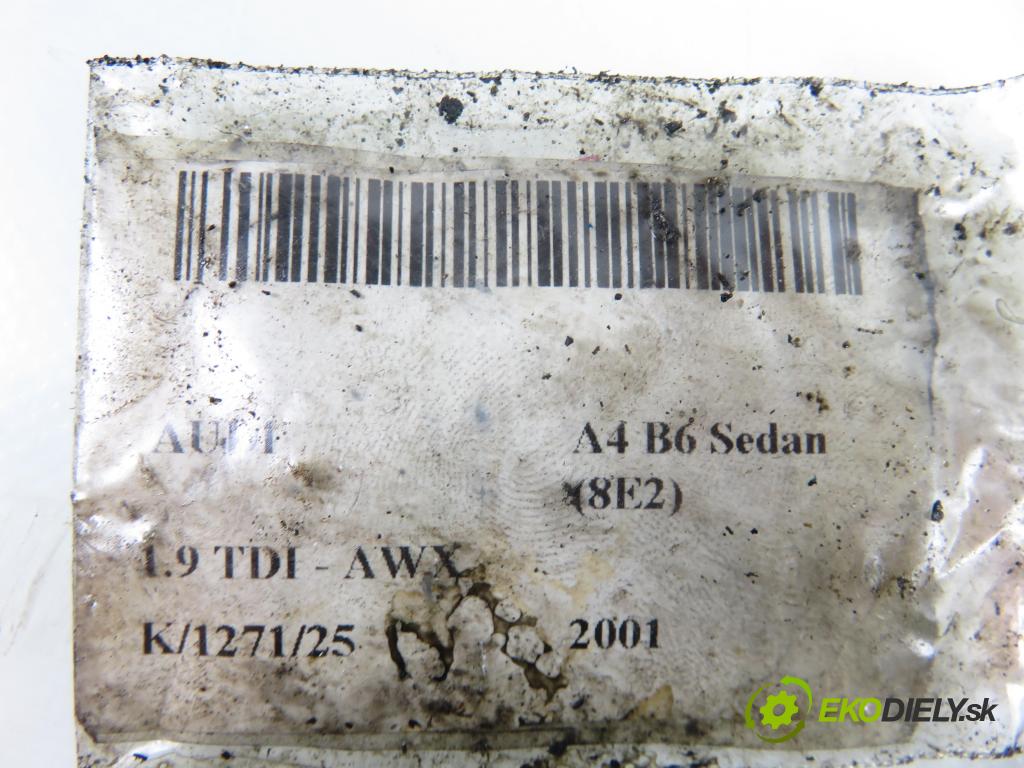 AUDI A4 B6 Sedan
(8E2)
1.9 TDI - AWX
K/1271/25 2001
EKODIELY.sk